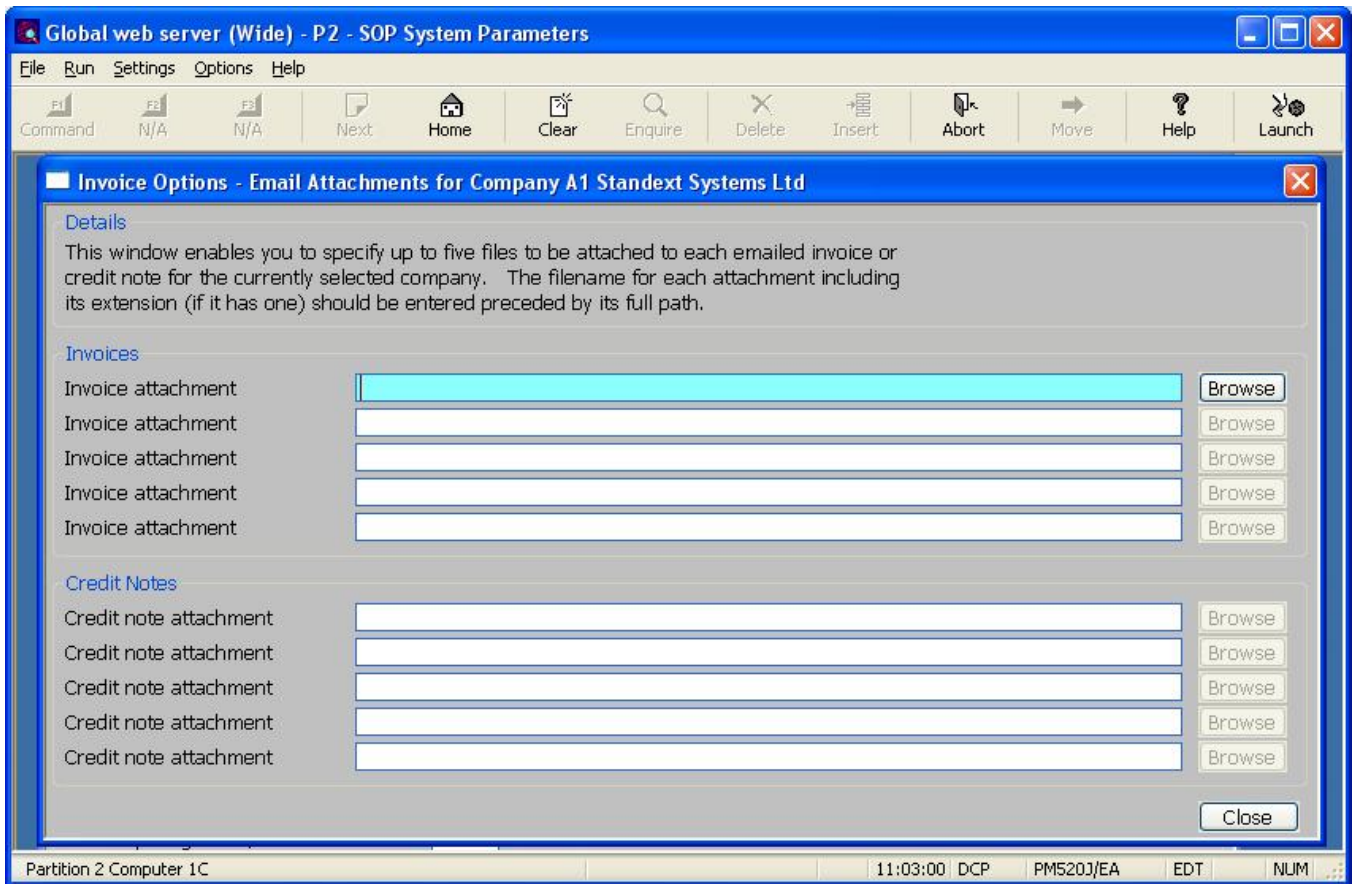 Global web server (Wide) - P2 - SOP System Parameters
File Run Settings Options Help
F1 F2 F3
Command N/A N/A Next Home Clear Enquire Delete Insert Abort Move Help Launch
Invoice Options - Email Attachments for Company A1 Standext Systems Ltd
Details
This window enables you to specify up to five files to be attached to each emailed invoice or
credit note for the currently selected company. The filename for each attachment including
its extension (if it has one) should be entered preceded by its full path.
Invoices
Invoice attachment Browse
Invoice attachment Browse
Invoice attachment Browse
Invoice attachment Browse
Invoice attachment Browse
Credit Notes
Credit note attachment Browse
Credit note attachment Browse
Credit note attachment Browse
Credit note attachment Browse
Credit note attachment Browse
Close
Partition 2 Computer 1C 11:03:00 DCP PM520J/EA EDT NUM